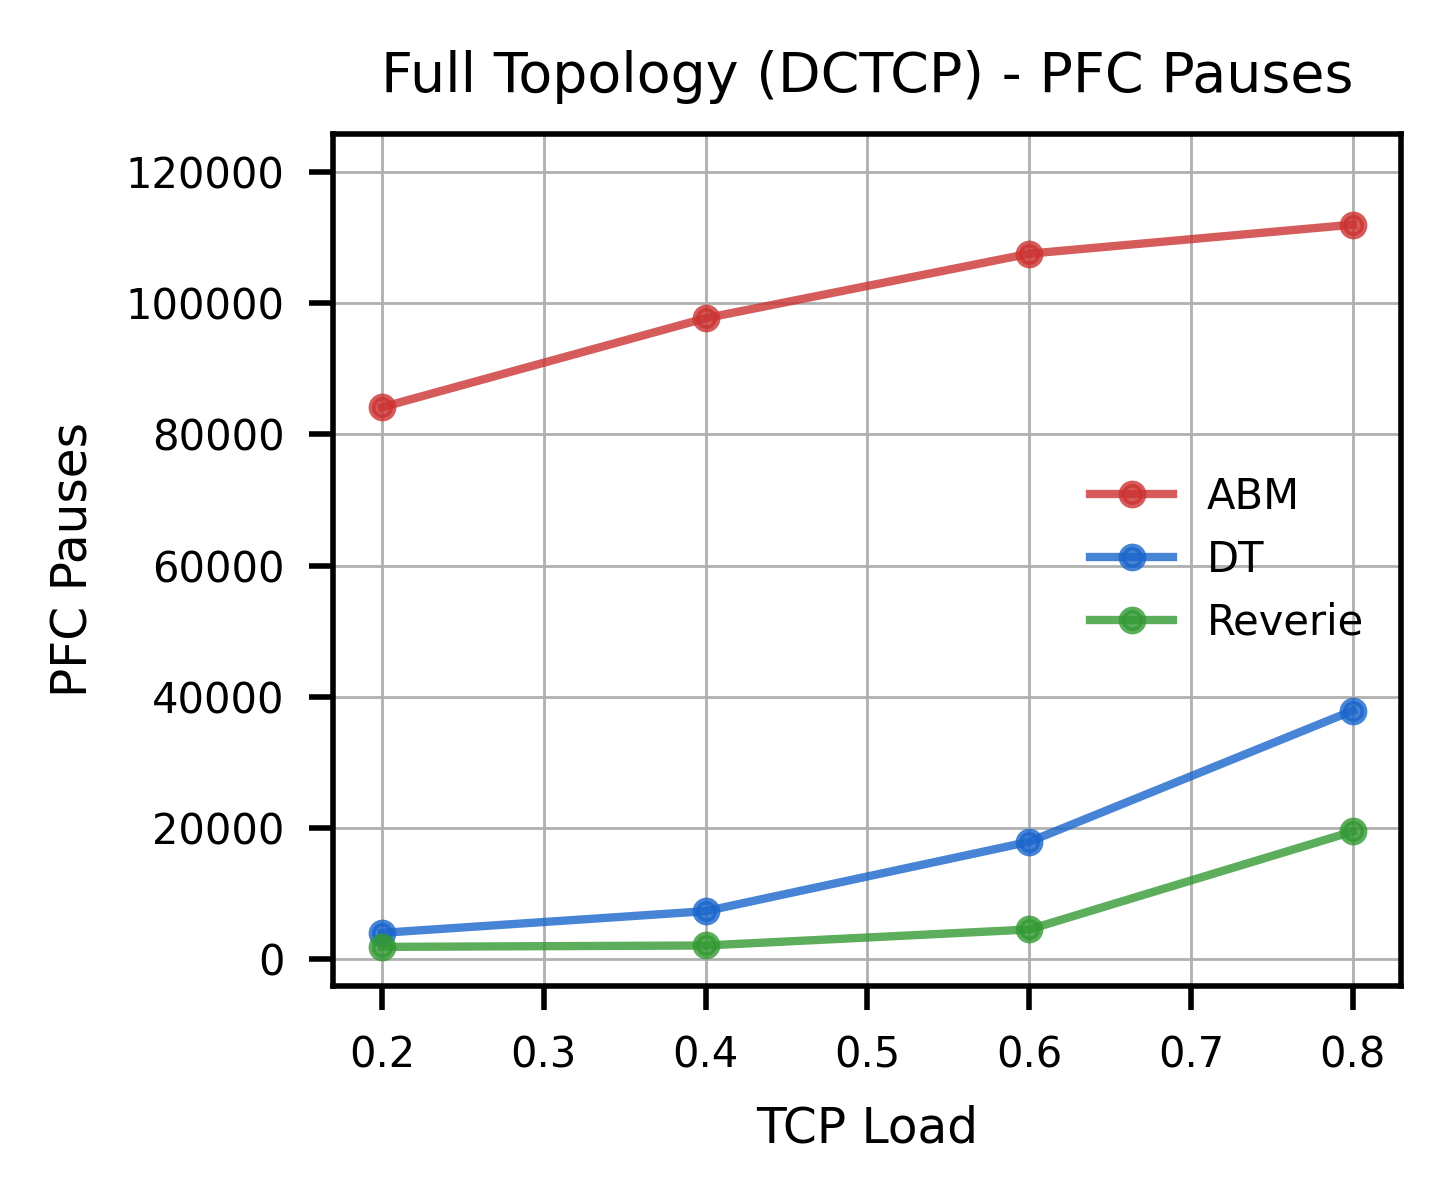 Full Topology (DCTCP) - PFC Pauses
120000
100000
80000
60000
40000
20000
0
PFC Pauses
ABM
DT
Reverie
0.2 0.3 0.4 0.5 0.6 0.7 0.8
TCP Load